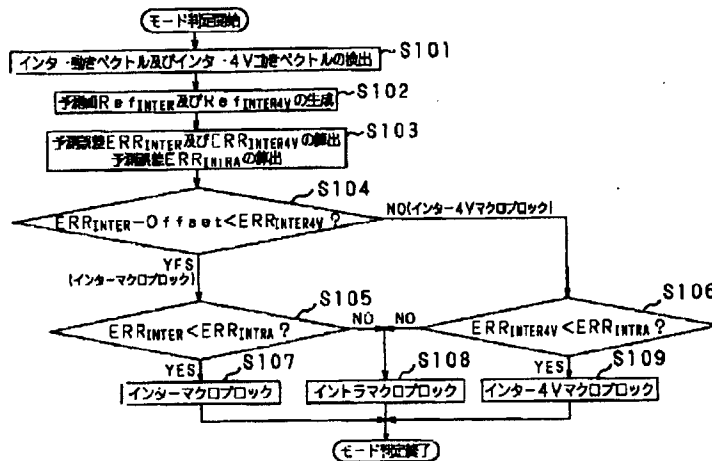 モード判定開始
S101
インタ・動きベクトル及びインタ・4V動きベクトルの検出
S102
予測画RefINTER及びRefINTER4Vの生成
S103
予測誤差ERRINTER及びERRINTER4Vの算出
予測誤差ERRINTRAの算出
S104
ERRINTER-Offset<ERRINTER4V?
NO(インター4Vマクロブロック)
YES
(インターマクロブロック)
S105
ERRINTER<ERRINTRA?
NO
NO
S106
ERRINTER4V<ERRINTRA?
YES
S107
インターマクロブロック
S108
イントラマクロブロック
YES
S109
インター4Vマクロブロック
モード判定終了